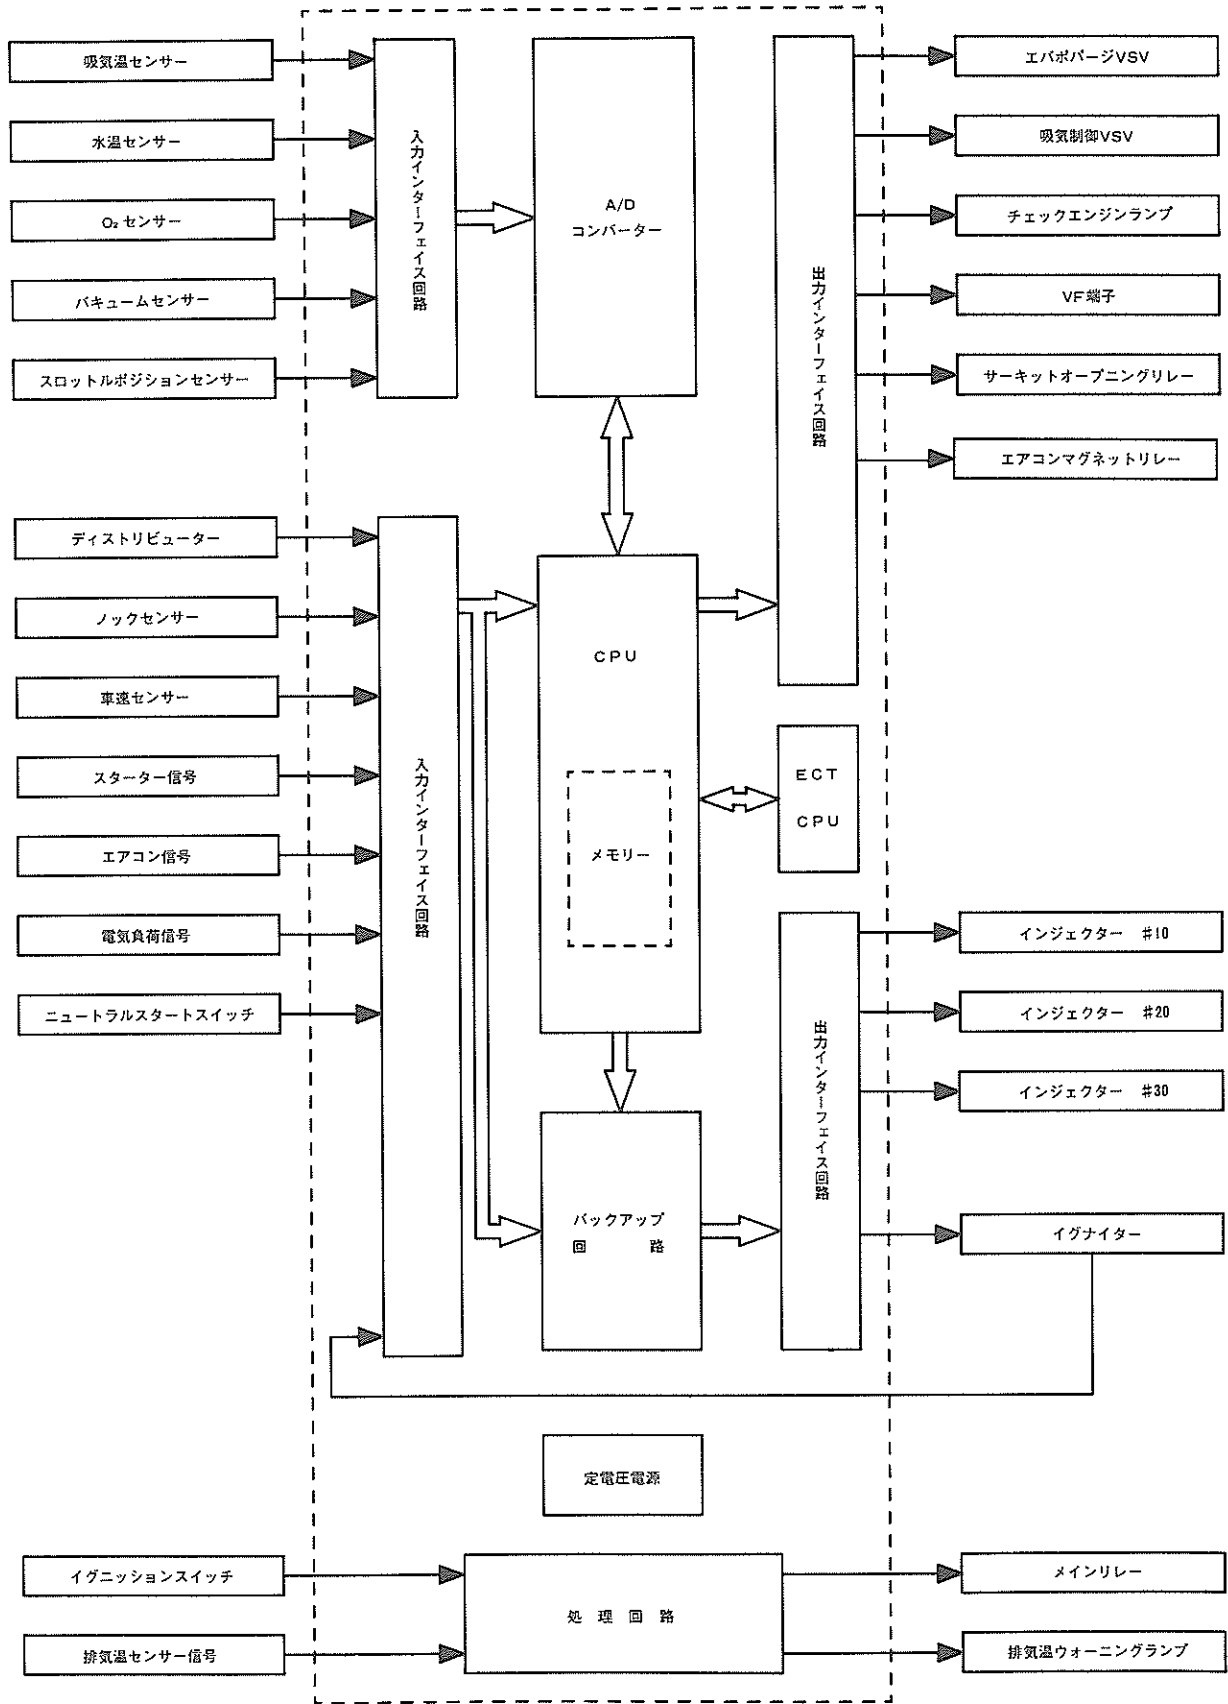 吸気温センサー
水温センサー
O₂センサー
バキュームセンサー
スロットルポジションセンサー
入力インターフェイス回路
A/D
コンバーター
出力インターフェイス回路
エバポパージVSV
吸気制御VSV
チェックエンジンランプ
VF端子
サーキットオープニングリレー
エアコンマグネットリレー
ディストリビューター
ノックセンサー
車速センサー
スターター信号
エアコン信号
電気負荷信号
ニュートラルスタートスイッチ
入力インターフェイス回路
CPU
メモリー
ECT
CPU
バックアップ
回路
出力インターフェイス回路
インジェクター #10
インジェクター #20
インジェクター #30
イグナイター
定電圧電源
イグニッションスイッチ
排気温センサー信号
処理回路
メインリレー
排気温ウォーニングランプ